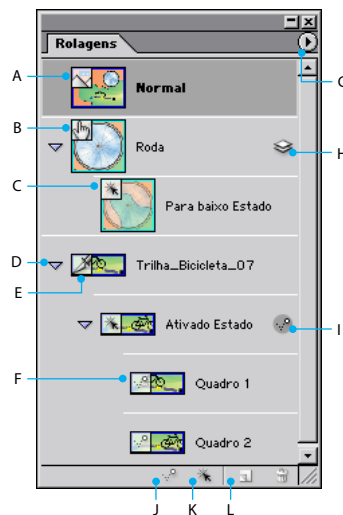 Rolagens
A
Normal
G
B
Roda
H
C
Para baixo Estado
D
Trilha_Bicicleta_07
E
Ativado Estado
I
F
Quadro 1
Quadro 2
J K L